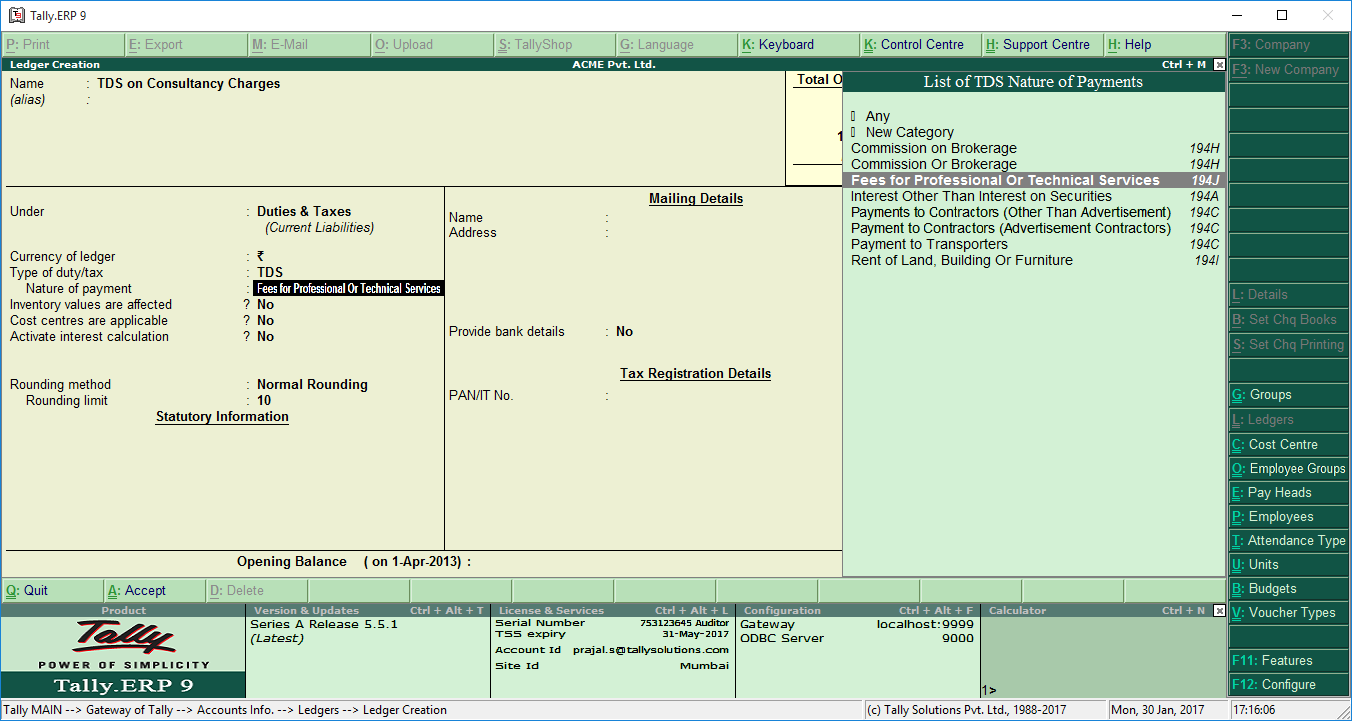 Tally.ERP 9
P: Print E: Export M: E-Mail O: Upload S: TallyShop G: Language K: Keyboard K: Control Centre H: Support Centre H: Help
Ledger Creation ACME Pvt. Ltd. Ctrl + M
Name : TDS on Consultancy Charges
(alias) :
Total O
1
Under : Duties & Taxes
(Current Liabilities)
Currency of ledger : ₹
Type of duty/tax : TDS
Nature of payment : Fees for Professional Or Technical Services
Inventory values are affected ? No
Cost centres are applicable ? No
Activate interest calculation ? No
Rounding method : Normal Rounding
Rounding limit : 10
Statutory Information
Mailing Details
Name :
Address :
Provide bank details : No
Tax Registration Details
PAN/IT No. :
Opening Balance ( on 1-Apr-2013) :
List of TDS Nature of Payments
Any
New Category
Commission on Brokerage 194H
Commission Or Brokerage 194H
Fees for Professional Or Technical Services 194J
Interest Other Than Interest on Securities 194A
Payments to Contractors (Other Than Advertisement) 194C
Payment to Contractors (Advertisement Contractors) 194C
Payment to Transporters 194C
Rent of Land, Building Or Furniture 194I
F3: Company
F3: New Company
L: Details
B: Set Chq Books
S: Set Chq Printing
G: Groups
L: Ledgers
C: Cost Centre
O: Employee Groups
E: Pay Heads
P: Employees
T: Attendance Type
U: Units
B: Budgets
V: Voucher Types
F11: Features
F12: Configure
Q: Quit A: Accept D: Delete
Product
Tally
POWER OF SIMPLICITY
Tally.ERP 9
Version & Updates Ctrl + Alt + T
Series A Release 5.5.1
(Latest)
License & Services Ctrl + Alt + L
Serial Number 753123645 Auditor
TSS expiry 31-May-2017
Account Id prajal.s@tallysolutions.com
Site Id Mumbai
Configuration Ctrl + Alt + F
Gateway localhost:9999
ODBC Server 9000
Calculator Ctrl + N
1>
Tally MAIN --> Gateway of Tally --> Accounts Info. --> Ledgers --> Ledger Creation (c) Tally Solutions Pvt. Ltd., 1988-2017 Mon, 30 Jan, 2017 17:16:06